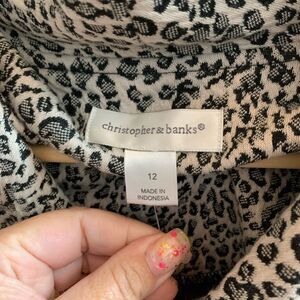 christopher & banks®
12
MADE IN
INDONESIA